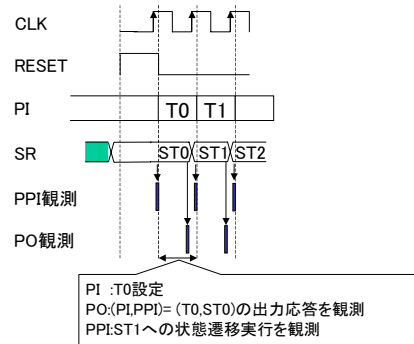 CLK
RESET
PI T0 T1
SR ST0 ST1 ST2
PPI観測
PO観測
PI :T0設定
PO:(PI,PPI)= (T0,ST0)の出力応答を観測
PPI:ST1への状態遷移実行を観測